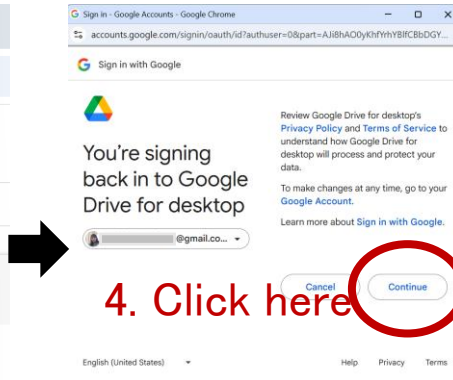 Sign in - Google Accounts - Google Chrome
accounts.google.com/signin/oauth/id?authuser=0&part=AJi8hAO0yKhfYrhYBlfCBbDGY...
Sign in with Google
You're signing
back in to Google
Drive for desktop
@gmail.co...
Review Google Drive for desktop's
Privacy Policy and Terms of Service to
understand how Google Drive for
desktop will process and protect your
data.
To make changes at any time, go to your
Google Account.
Learn more about Sign in with Google.
Cancel
Continue
4. Click here
English (United States)
Help Privacy Terms